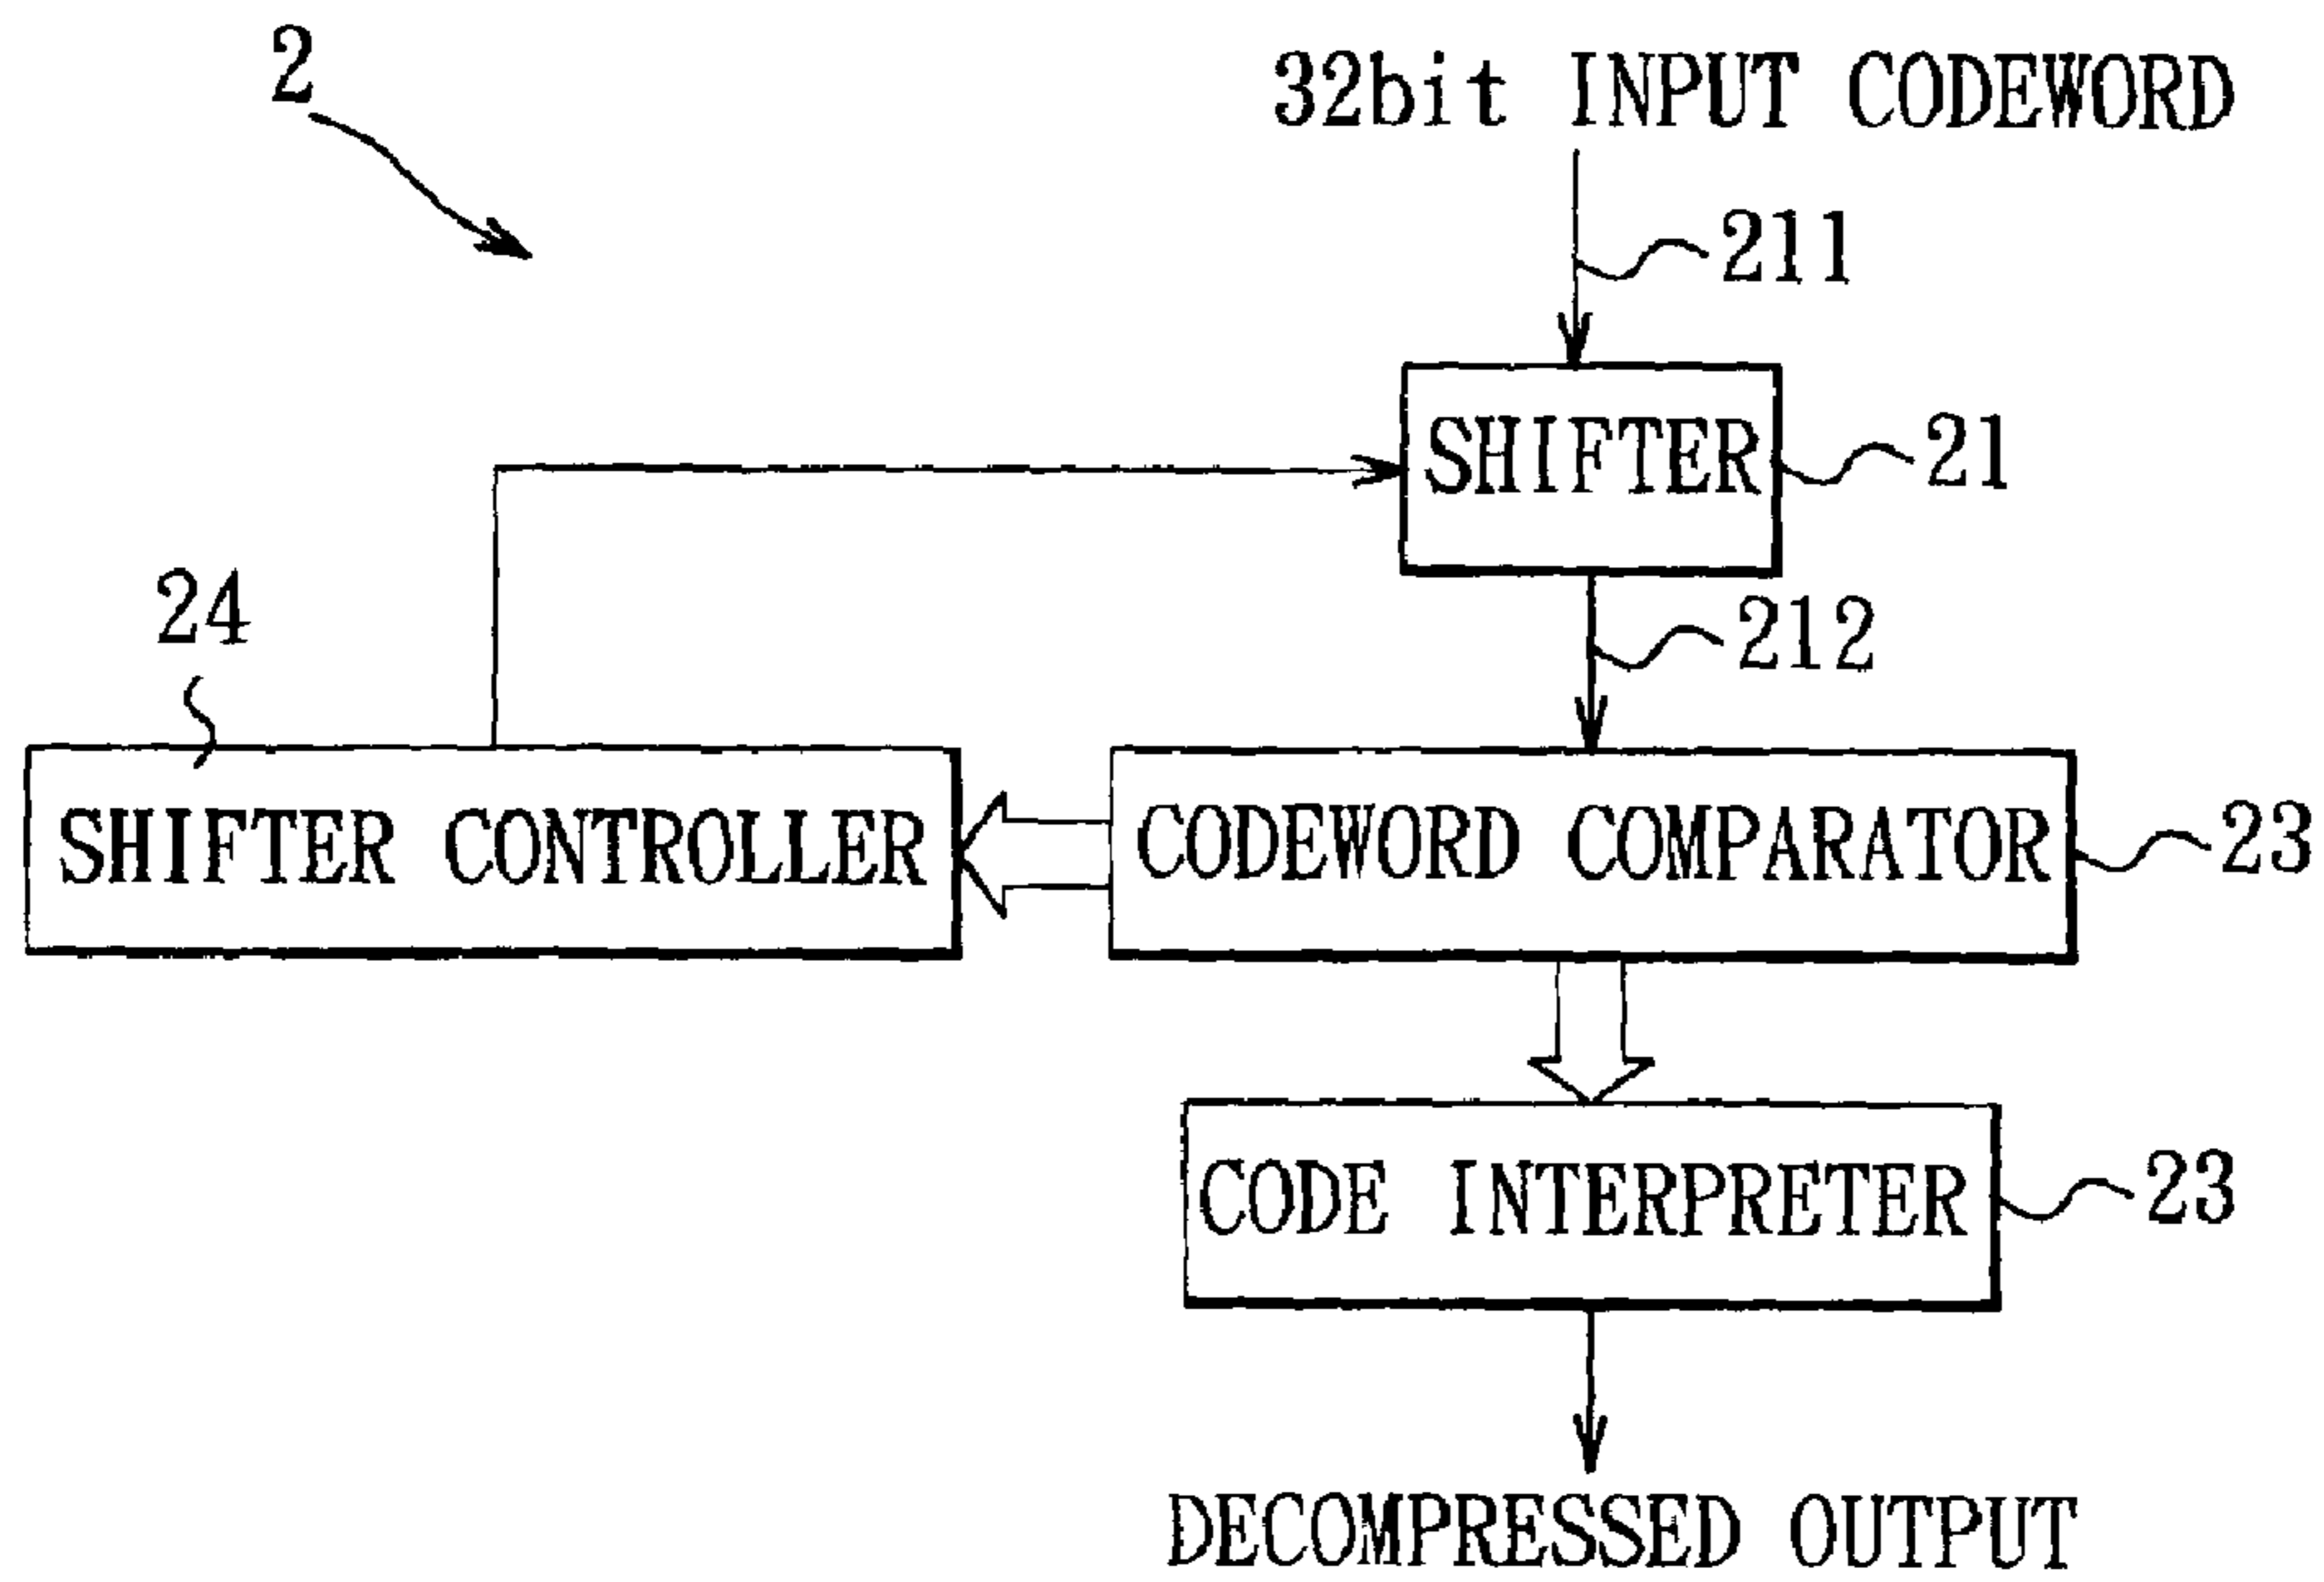 2
32bit INPUT CODEWORD
211
SHIFTER
21
212
24
SHIFTER CONTROLLER
CODEWORD COMPARATOR
23
CODE INTERPRETER
23
DECOMPRESSED OUTPUT